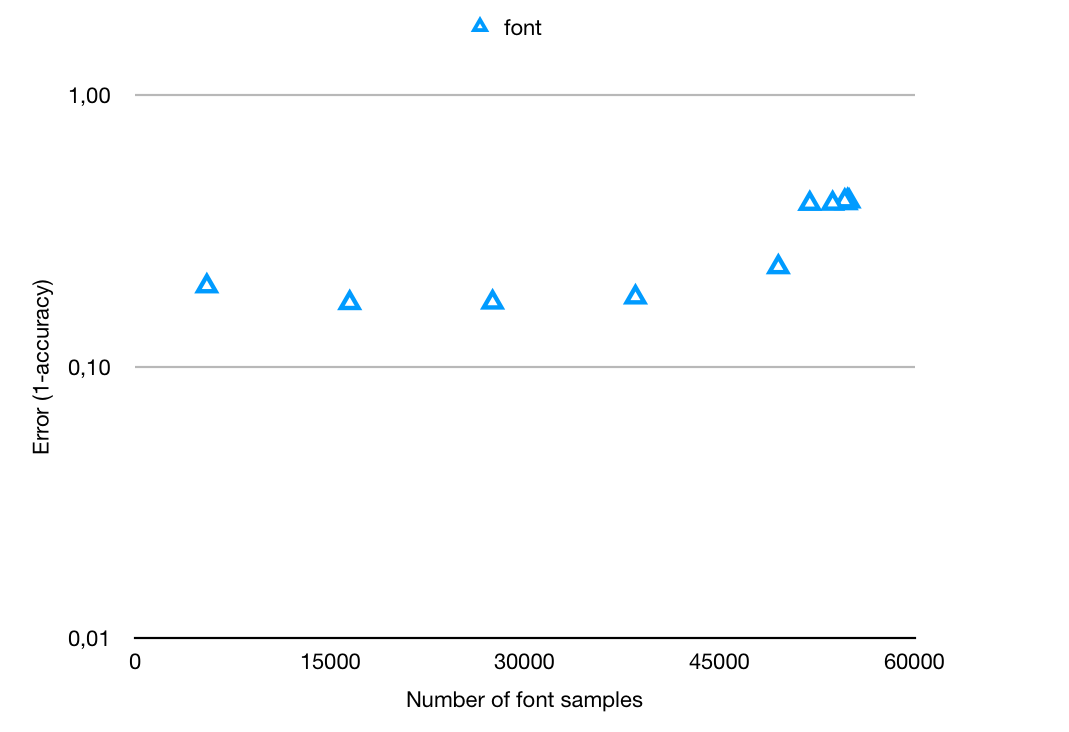 font
1,00
0,10
0,01
Error (1-accuracy)
0 15000 30000 45000 60000
Number of font samples